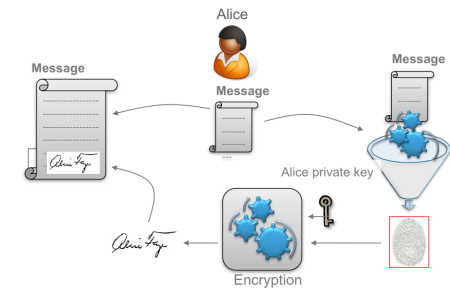 Alice
Message
Message
Message
Alice private key
Encryption